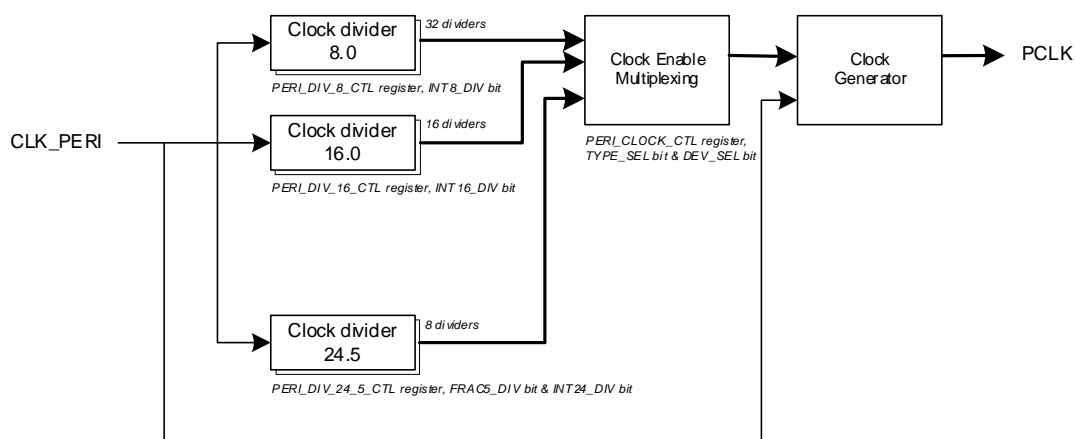 Clock divider
8.0
32 dividers
PERI_DIV_8_CTL register, INT8_DIV bit
Clock divider
16.0
16 dividers
PERI_DIV_16_CTL register, INT16_DIV bit
Clock divider
24.5
8 dividers
PERI_DIV_24_5_CTL register, FRAC5_DIV bit & INT24_DIV bit
CLK_PERI
Clock Enable
Multiplexing
PERI_CLOCK_CTL register,
TYPE_SEL bit & DEV_SEL bit
Clock
Generator
PCLK